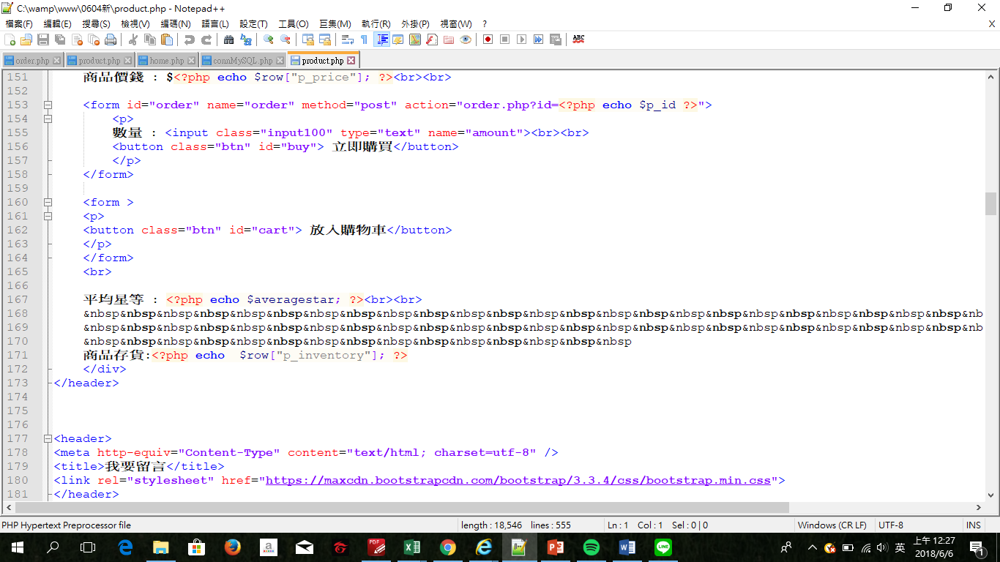 C:\wamp\www\0604新\product.php - Notepad++
檔案(F) 編輯(E) 搜尋(S) 檢視(V) 編碼(N) 語言(L) 設定(T) 工具(O) 巨集(M) 執行(R) 外掛(P) 視窗(W) ? X
order.php product.php home.php connMySQL.php product.php
151 商品價錢 : $<?php echo $row["p_price"]; ?><br><br>
152
153 <form id="order" name="order" method="post" action="order.php?id=<?php echo $p_id ?>">
154 <p>
155 數量 : <input class="input100" type="text" name="amount"><br><br>
156 <button class="btn" id="buy"> 立即購買</button>
157 </p>
158 </form>
159
160 <form >
161 <p>
162 <button class="btn" id="cart"> 放入購物車</button>
163 </p>
164 </form>
165 <br>
166
167 平均星等 : <?php echo $averagestar; ?><br><br>
168 &nbsp&nbsp&nbsp&nbsp&nbsp&nbsp&nbsp&nbsp&nbsp&nbsp&nbsp&nbsp&nbsp&nbsp&nbsp&nbsp&nbsp&nbsp&nbsp&nbsp&nbsp&nbsp&nbsp&nbsp&nb
169 &nbsp&nbsp&nbsp&nbsp&nbsp&nbsp&nbsp&nbsp&nbsp&nbsp&nbsp&nbsp&nbsp&nbsp&nbsp&nbsp&nbsp&nbsp&nbsp&nbsp&nbsp&nbsp&nbsp&nbsp&nb
170 &nbsp&nbsp&nbsp&nbsp&nbsp&nbsp&nbsp&nbsp&nbsp&nbsp&nbsp&nbsp&nbsp&nbsp&nbsp
171 商品存貨:<?php echo  $row["p_inventory"]; ?>
172 </div>
173 </header>
174
175
176
177 <header>
178 <meta http-equiv="Content-Type" content="text/html; charset=utf-8" />
179 <title>我要留言</title>
180 <link rel="stylesheet" href="https://maxcdn.bootstrapcdn.com/bootstrap/3.3.4/css/bootstrap.min.css">
181 </header>
PHP Hypertext Preprocessor file length : 18,546 lines : 555 Ln : 1 Col : 1 Sel : 0 | 0 Windows (CR LF) UTF-8 INS
英 上午 12:27
2018/6/6